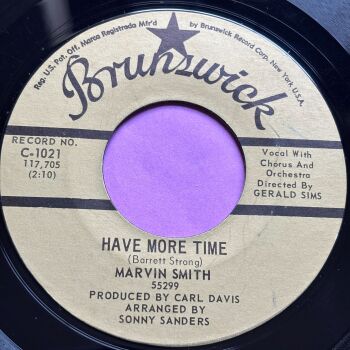 Rep. U.S. Pat. Off. Marca Registrada Mfr'd by Brunswick Record Corp. New York, U.S.A.
Brunswick
RECORD NO.
C-1021
117,705
(2:10)
Vocal With
Chorus And
Orchestra
Directed By
GERALD SIMS
HAVE MORE TIME
(Barrett Strong)
MARVIN SMITH
55299
PRODUCED BY CARL DAVIS
ARRANGED BY
SONNY SANDERS